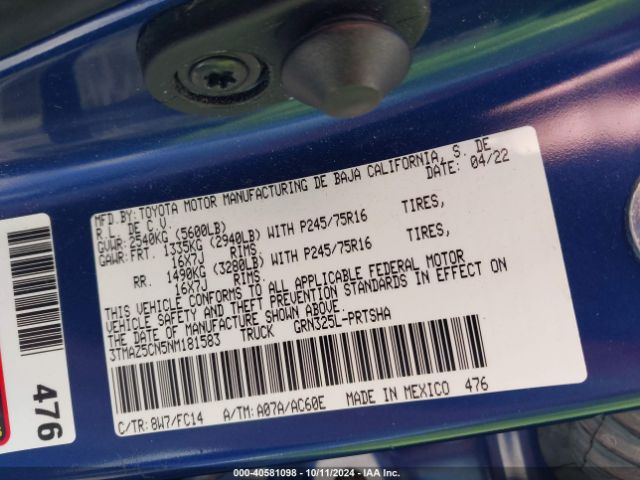 MFD.BY: TOYOTA MOTOR MANUFACTURING DE BAJA CALIFORNIA, S. DE
R.L. DE C.V. DATE: 04/22
GVWR: 2540KG (5600LB)
GAWR: FRT. 1335KG (2940LB) WITH P245/75R16 TIRES,
16X7J RIMS.
RR. 1490KG (3280LB) WITH P245/75R16 TIRES,
16X7J RIMS.
THIS VEHICLE CONFORMS TO ALL APPLICABLE FEDERAL MOTOR
VEHICLE SAFETY AND THEFT PREVENTION STANDARDS IN EFFECT ON
THE DATE OF MANUFACTURE SHOWN ABOVE.
3TMAZ5CN5NM181583 TRUCK GRN325L-PRTSHA
C/TR: 8W7/FC14 A/TM: A07A/AC60E MADE IN MEXICO 476
476
000-40581098 - 10/11/2024 - IAA Inc.